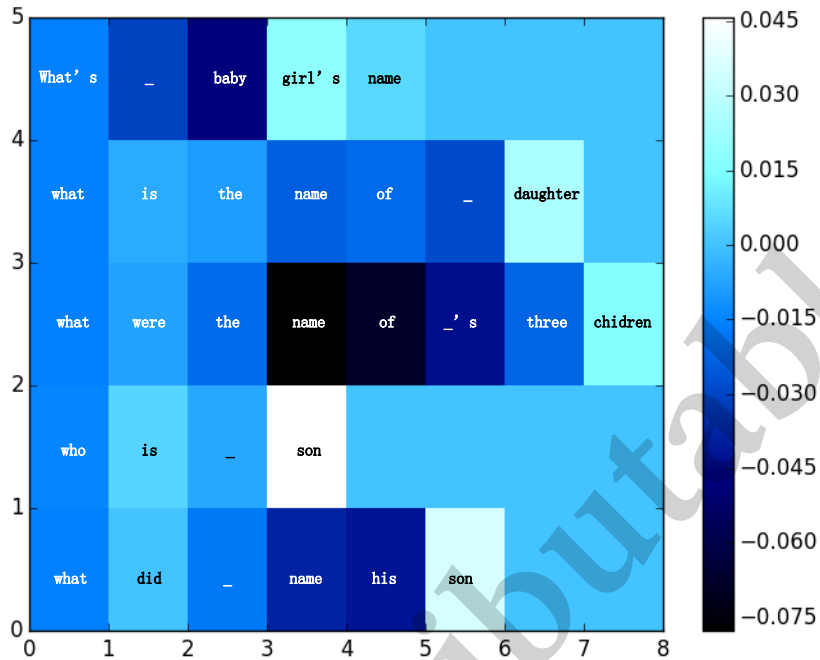 5
What's _ baby girl's name
4
what is the name of _ daughter
3
what were the name of _'s three chidren
2
who is _ son
1
what did _ name his son
0
0 1 2 3 4 5 6 7 8
0.045
0.030
0.015
0.000
−0.015
−0.030
−0.045
−0.060
−0.075